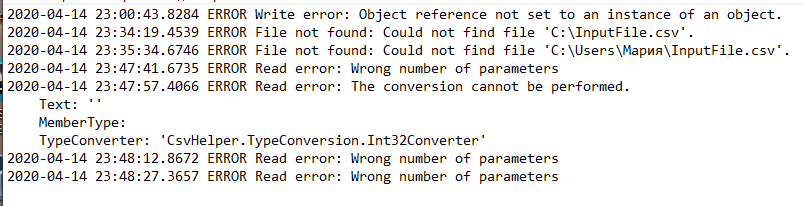 2020-04-14 23:00:43.8284 ERROR Write error: Object reference not set to an instance of an object.
2020-04-14 23:34:19.4539 ERROR File not found: Could not find file 'C:\InputFile.csv'.
2020-04-14 23:35:34.6746 ERROR File not found: Could not find file 'C:\Users\Мария\InputFile.csv'.
2020-04-14 23:47:41.6735 ERROR Read error: Wrong number of parameters
2020-04-14 23:47:57.4066 ERROR Read error: The conversion cannot be performed.
    Text: ''
    MemberType:
    TypeConverter: 'CsvHelper.TypeConversion.Int32Converter'
2020-04-14 23:48:12.8672 ERROR Read error: Wrong number of parameters
2020-04-14 23:48:27.3657 ERROR Read error: Wrong number of parameters